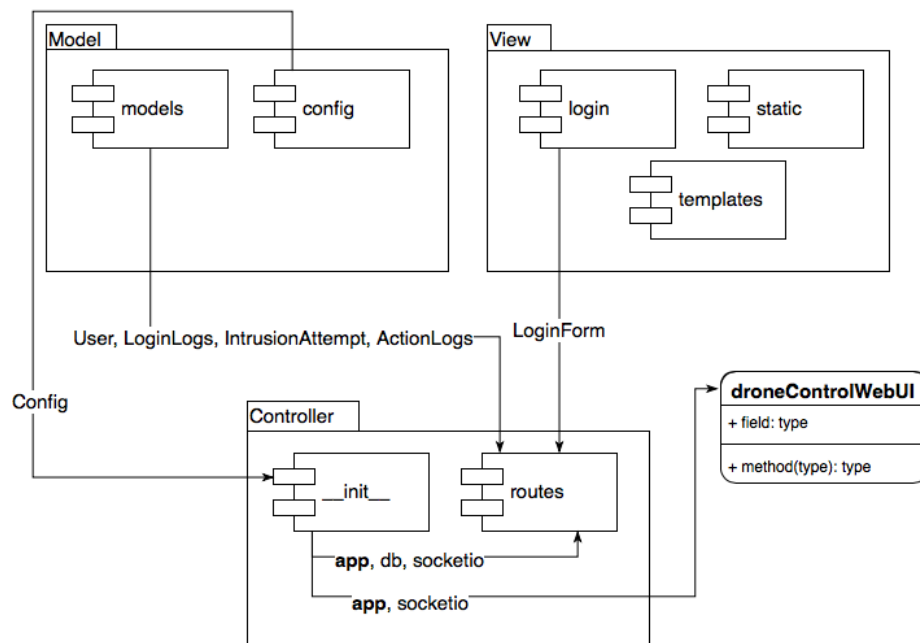 Model
View
models
config
login
static
templates
User, LoginLogs, IntrusionAttempt, ActionLogs
LoginForm
Config
droneControlWebUI
+ field: type
+ method(type): type
Controller
__init__
routes
app, db, socketio
app, socketio